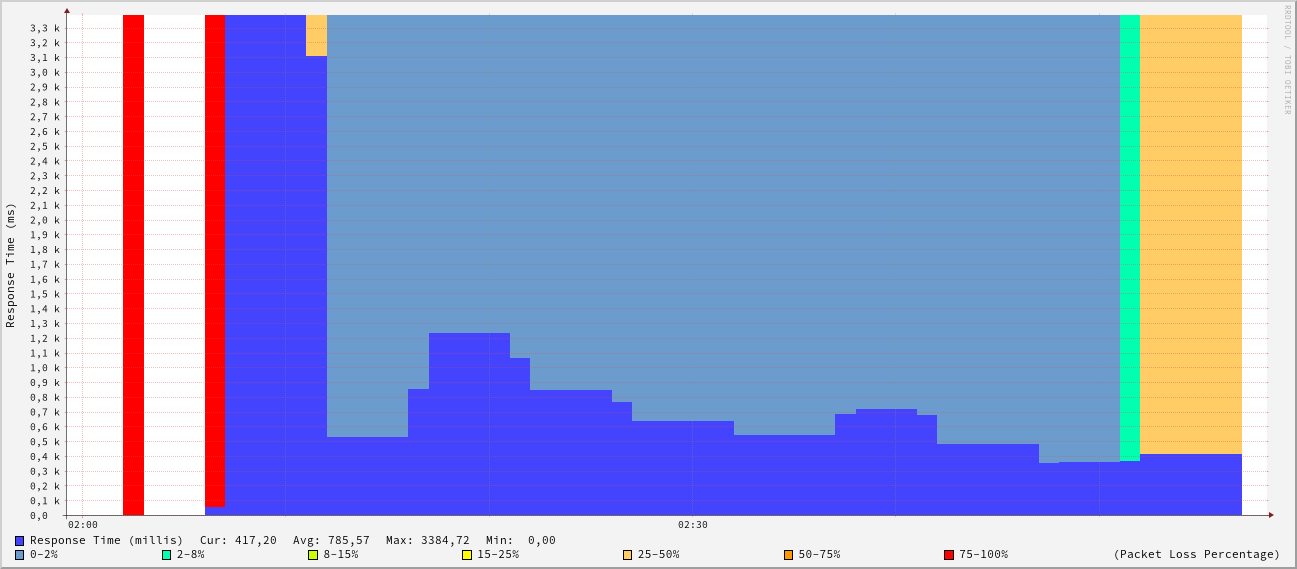 RRDTOOL / TOBI OETIKER
Response Time (ms)
3,3 k
3,2 k
3,1 k
3,0 k
2,9 k
2,8 k
2,7 k
2,6 k
2,5 k
2,4 k
2,3 k
2,2 k
2,1 k
2,0 k
1,9 k
1,8 k
1,7 k
1,6 k
1,5 k
1,4 k
1,3 k
1,2 k
1,1 k
1,0 k
0,9 k
0,8 k
0,7 k
0,6 k
0,5 k
0,4 k
0,3 k
0,2 k
0,1 k
0,0
02:00 02:30
Response Time (millis) Cur: 417,20 Avg: 785,57 Max: 3384,72 Min: 0,00
0-2% 2-8% 8-15% 15-25% 25-50% 50-75% 75-100% (Packet Loss Percentage)